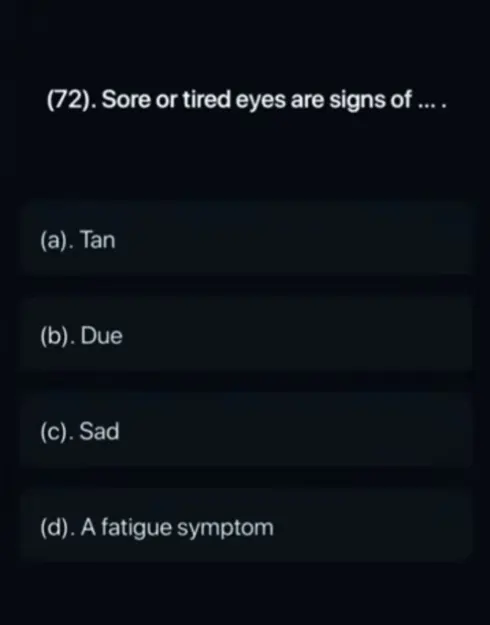 (72). Sore or tired eyes are signs of ... .
(a). Tan
(b). Due
(c). Sad
(d). A fatigue symptom